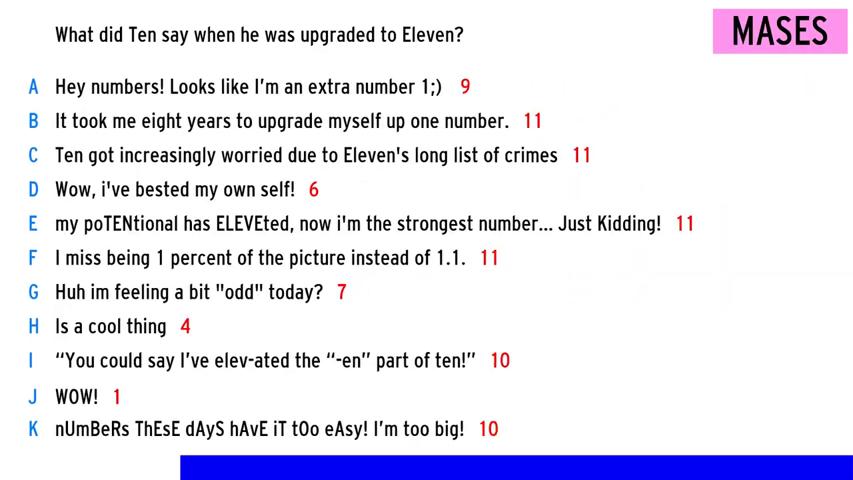 MASES
What did Ten say when he was upgraded to Eleven?
A Hey numbers! Looks like I'm an extra number 1;) 9
B It took me eight years to upgrade myself up one number. 11
C Ten got increasingly worried due to Eleven's long list of crimes 11
D Wow, i've bested my own self! 6
E my poTENtional has ELEVEted, now i'm the strongest number... Just Kidding! 11
F I miss being 1 percent of the picture instead of 1.1. 11
G Huh im feeling a bit "odd" today? 7
H Is a cool thing 4
I “You could say I've elev-ated the “-en” part of ten!” 10
J WOW! 1
K nUmBeRs ThEsE dAyS hAvE iT tOo eAsy! I'm too big! 10